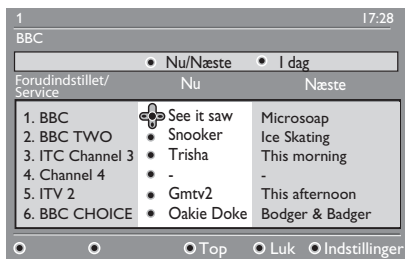 1 17:28
BBC
Nu/Næste I dag
Forudindstillet/
Service Nu Næste
1. BBC See it saw Microsoap
2. BBC TWO Snooker Ice Skating
3. ITC Channel 3 Trisha This morning
4. Channel 4 - -
5. ITV 2 Gmtv2 This afternoon
6. BBC CHOICE Oakie Doke Bodger & Badger
Top Luk Indstillinger